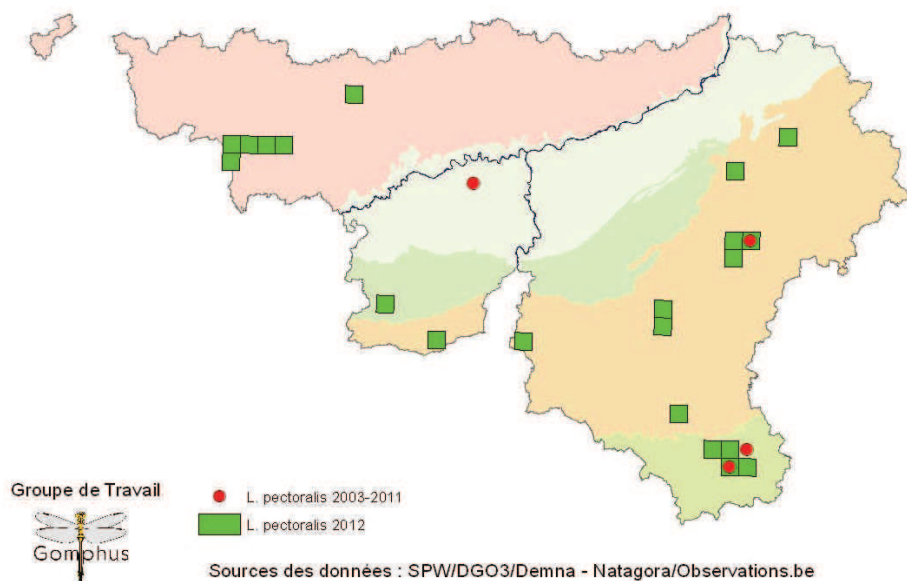 Groupe de Travail
Gomphus
L. pectoralis 2003-2011
L. pectoralis 2012
Sources des données : SPW/DGO3/Demna - Natagora/Observations.be